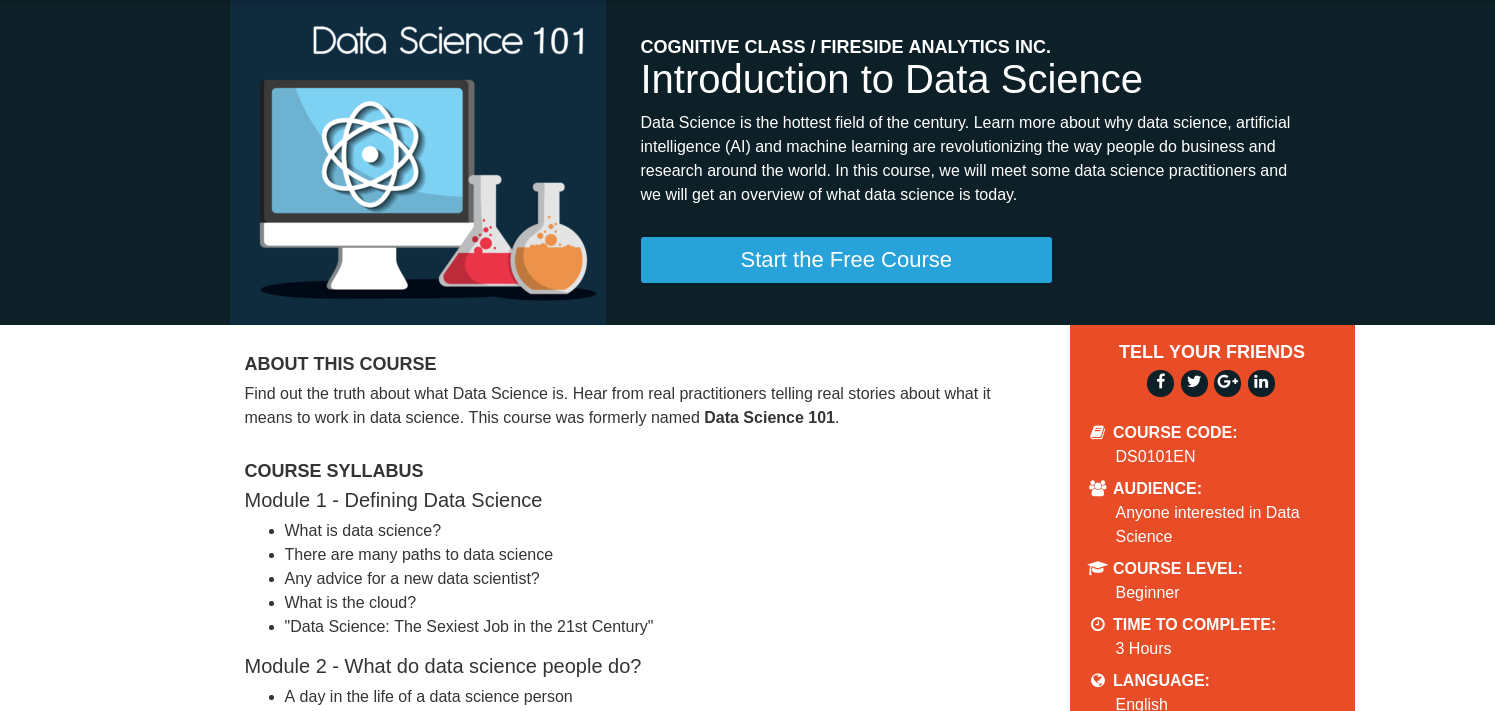 Data Science 101
COGNITIVE CLASS / FIRESIDE ANALYTICS INC.
Introduction to Data Science
Data Science is the hottest field of the century. Learn more about why data science, artificial
intelligence (AI) and machine learning are revolutionizing the way people do business and
research around the world. In this course, we will meet some data science practitioners and
we will get an overview of what data science is today.
Start the Free Course
ABOUT THIS COURSE
Find out the truth about what Data Science is. Hear from real practitioners telling real stories about what it
means to work in data science. This course was formerly named Data Science 101.
COURSE SYLLABUS
Module 1 - Defining Data Science
• What is data science?
• There are many paths to data science
• Any advice for a new data scientist?
• What is the cloud?
• "Data Science: The Sexiest Job in the 21st Century"
Module 2 - What do data science people do?
• A day in the life of a data science person
TELL YOUR FRIENDS
COURSE CODE:
DS0101EN
AUDIENCE:
Anyone interested in Data
Science
COURSE LEVEL:
Beginner
TIME TO COMPLETE:
3 Hours
LANGUAGE:
English